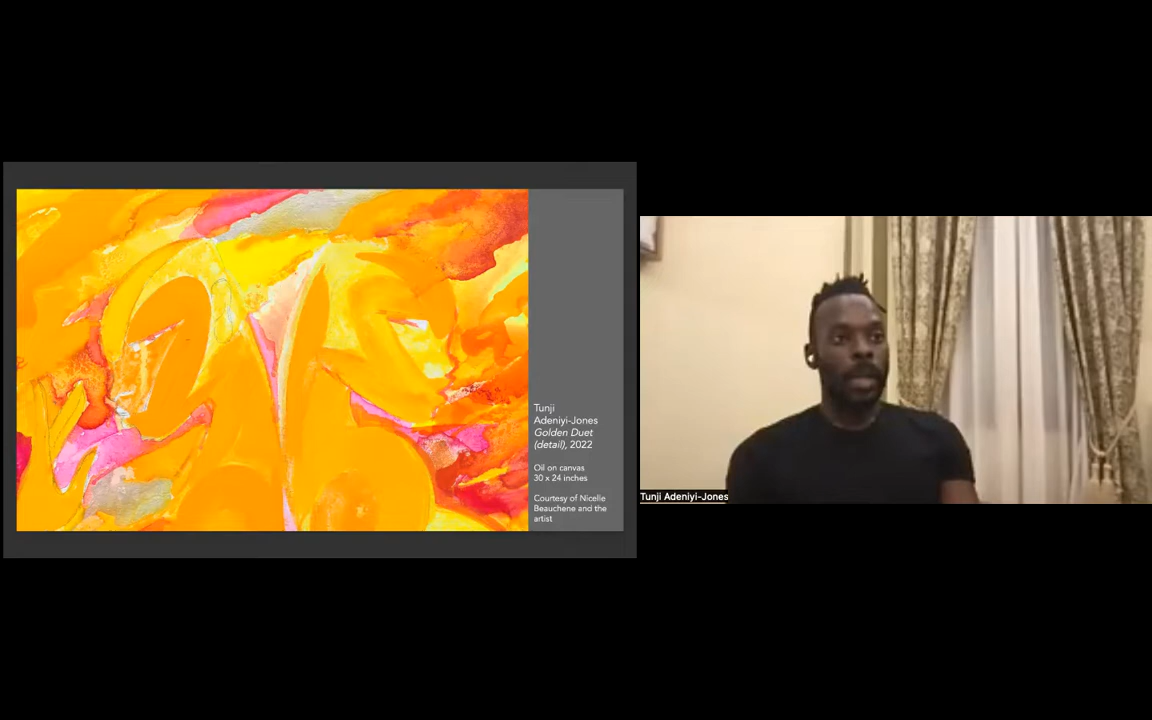 Tunji
Adeniyi-Jones
Golden Duet
(detail), 2022
Oil on canvas
30 x 24 inches
Courtesy of Nicelle
Beauchene and the
artist
Tunji Adeniyi-Jones